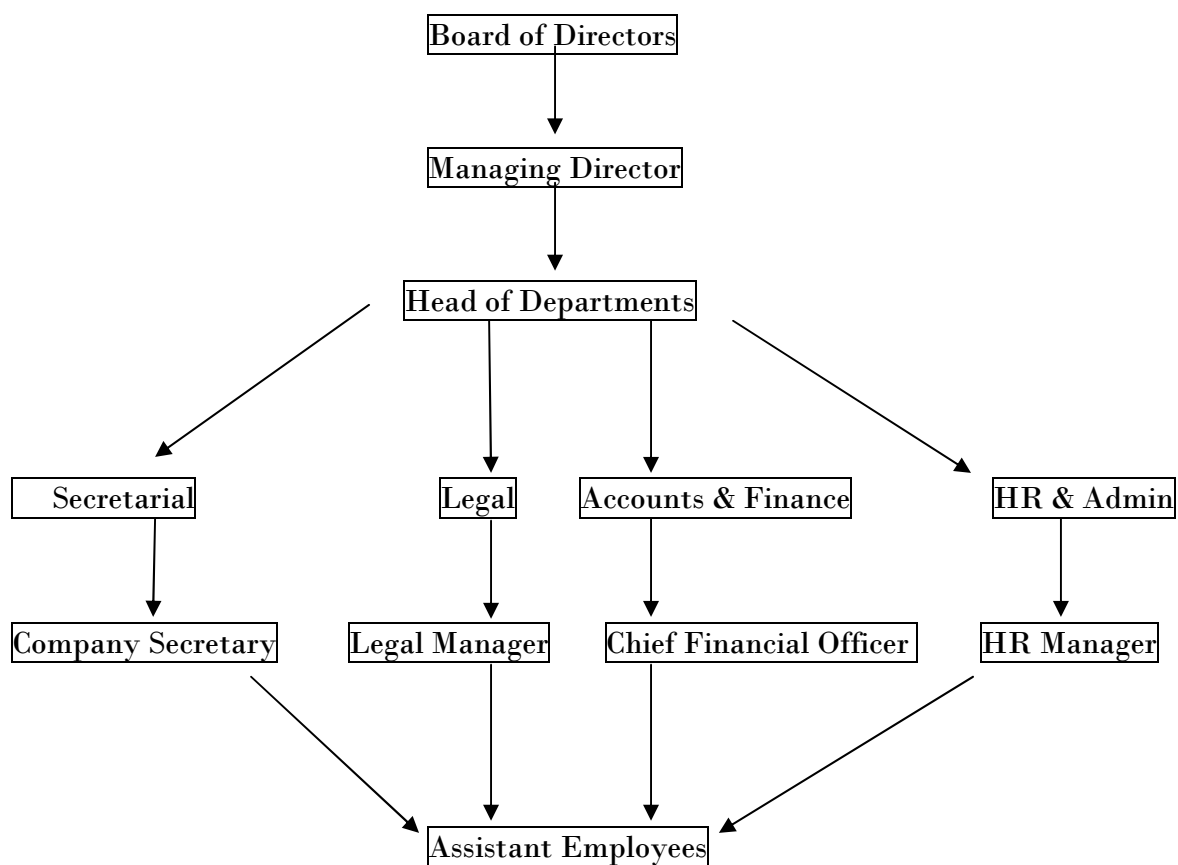 Board of Directors
Managing Director
Head of Departments
Secretarial
Legal
Accounts & Finance
HR & Admin
Company Secretary
Legal Manager
Chief Financial Officer
HR Manager
Assistant Employees